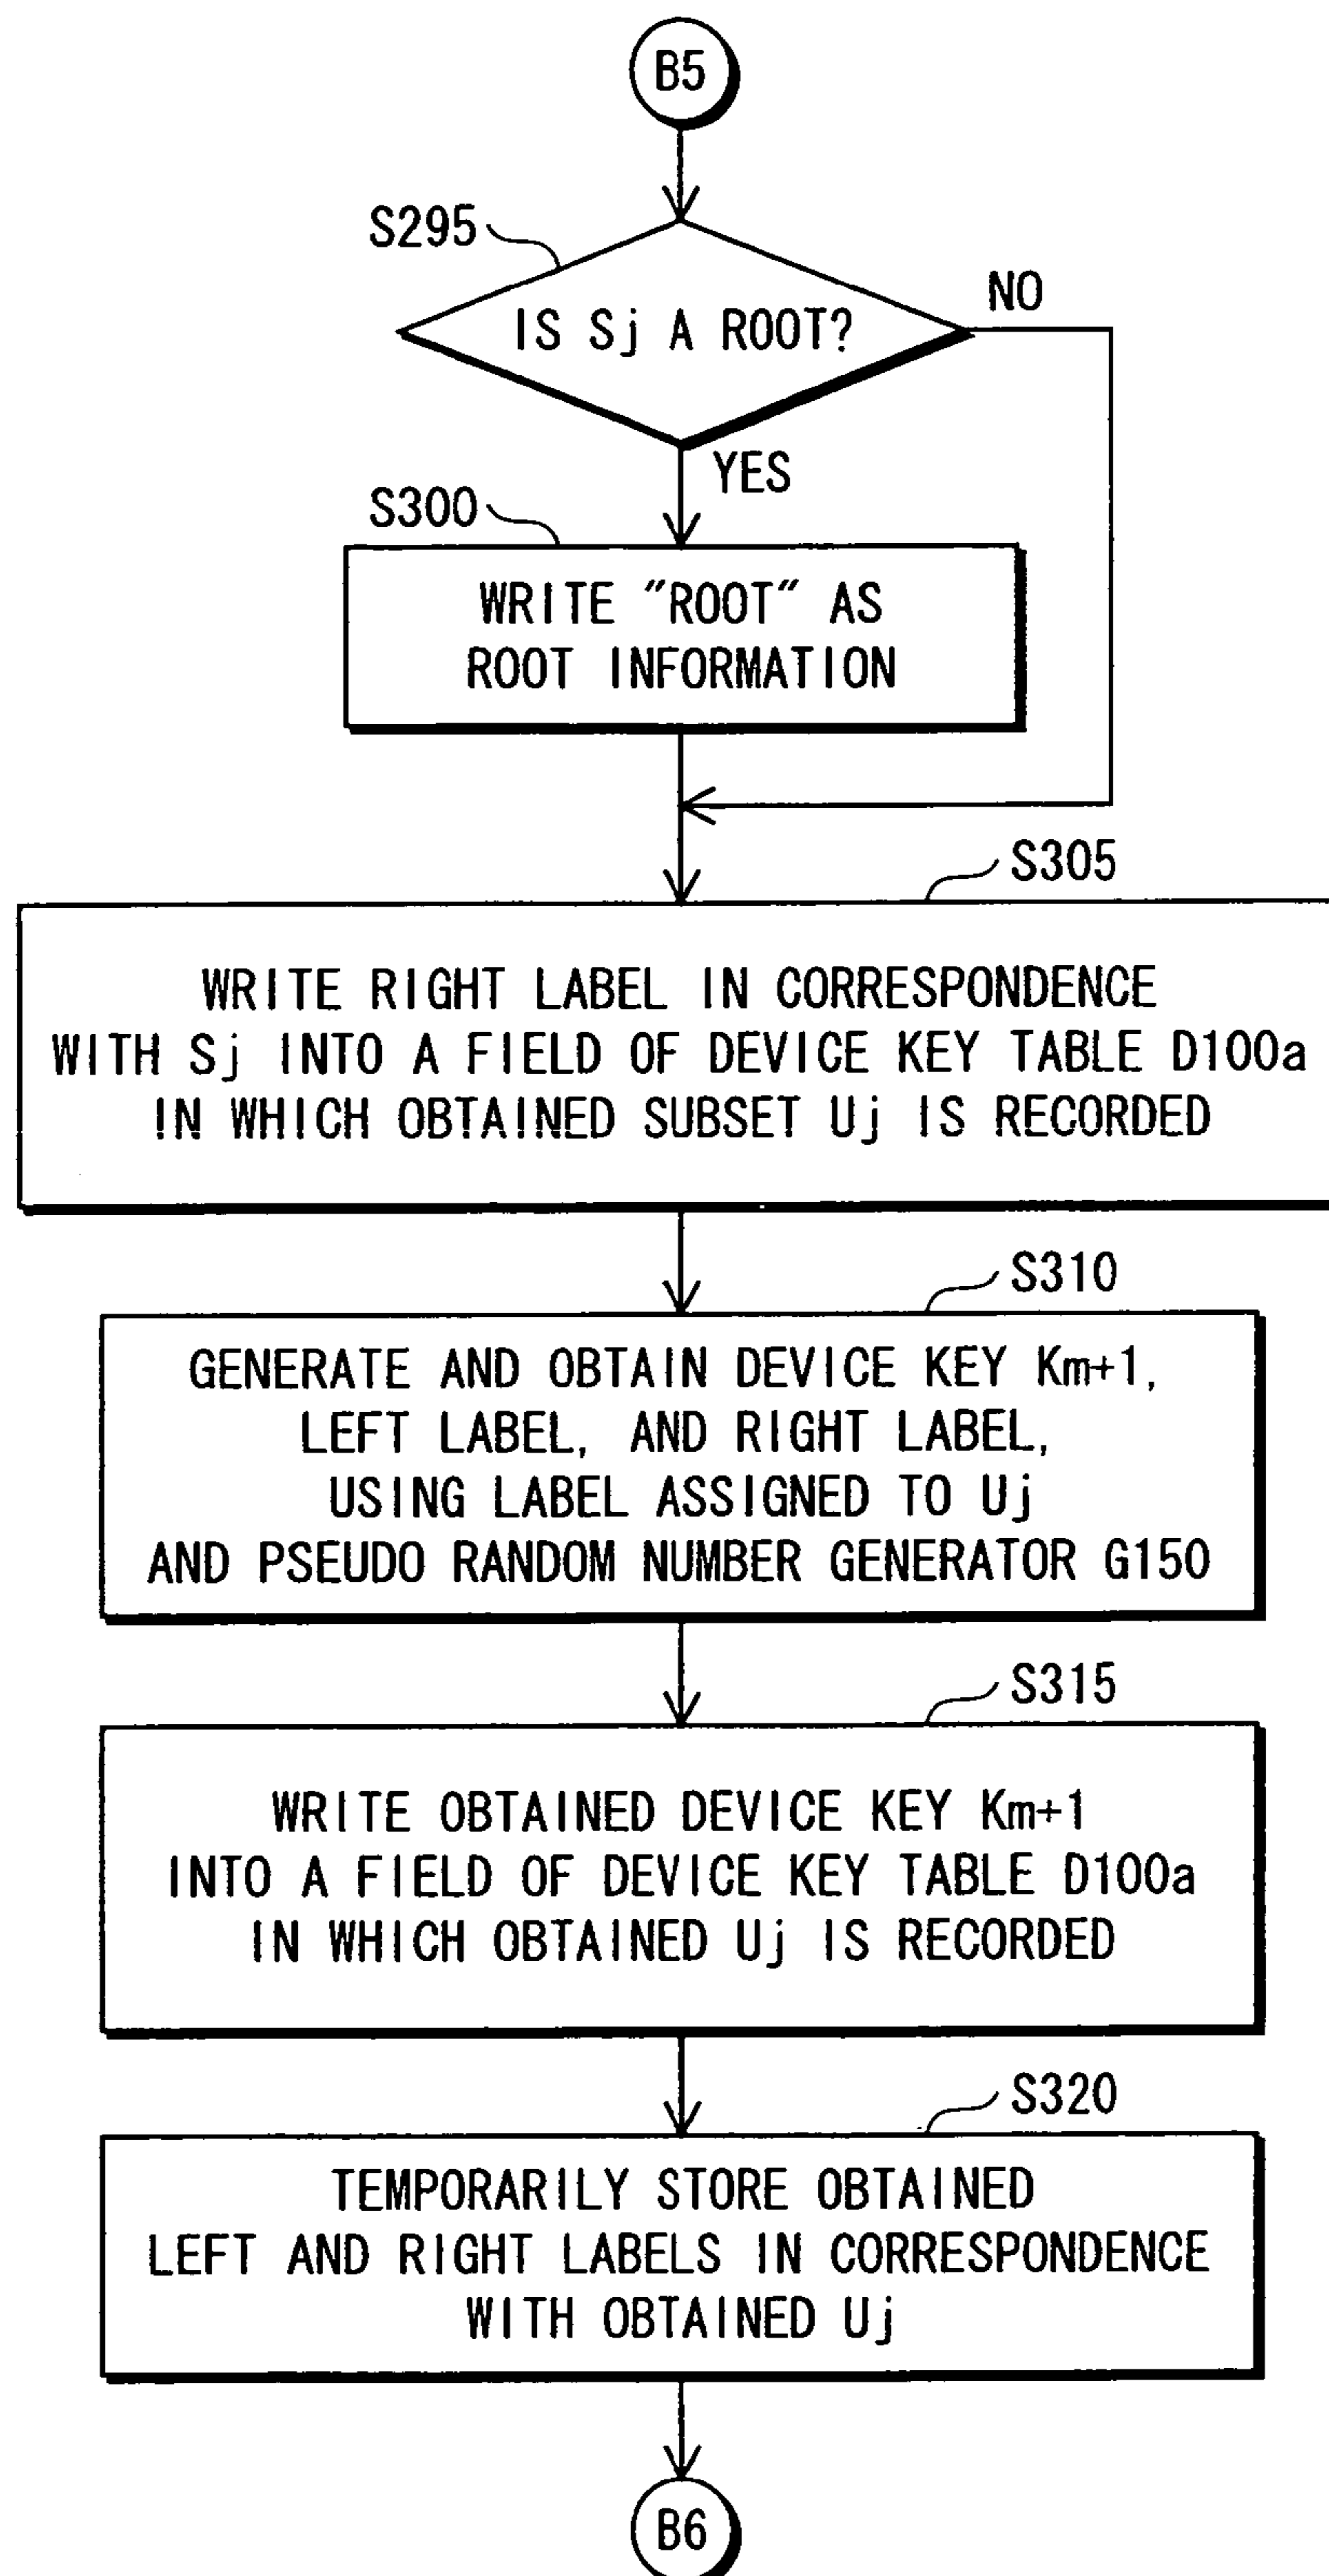 B5
S295
IS Sj A ROOT?
NO
YES
S300
WRITE "ROOT" AS
ROOT INFORMATION
S305
WRITE RIGHT LABEL IN CORRESPONDENCE
WITH Sj INTO A FIELD OF DEVICE KEY TABLE D100a
IN WHICH OBTAINED SUBSET Uj IS RECORDED
S310
GENERATE AND OBTAIN DEVICE KEY Km+1,
LEFT LABEL, AND RIGHT LABEL,
USING LABEL ASSIGNED TO Uj
AND PSEUDO RANDOM NUMBER GENERATOR G150
S315
WRITE OBTAINED DEVICE KEY Km+1
INTO A FIELD OF DEVICE KEY TABLE D100a
IN WHICH OBTAINED Uj IS RECORDED
S320
TEMPORARILY STORE OBTAINED
LEFT AND RIGHT LABELS IN CORRESPONDENCE
WITH OBTAINED Uj
B6